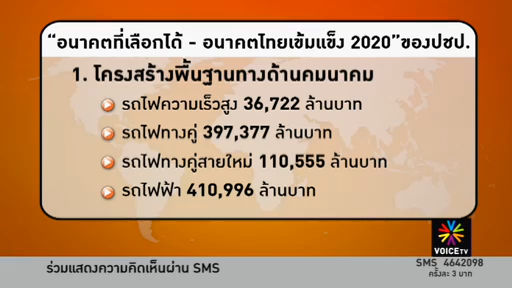 “อนาคตที่เลือกได้ - อนาคตไทยเข้มแข็ง 2020”ของปชป.
1. โครงสร้างพื้นฐานทางด้านคมนาคม
รถไฟความเร็วสูง 36,722 ล้านบาท
รถไฟทางคู่ 397,377 ล้านบาท
รถไฟทางคู่สายใหม่ 110,555 ล้านบาท
รถไฟฟ้า 410,996 ล้านบาท
VOICE TV
ร่วมแสดงความคิดเห็นผ่าน SMS
SMS 4642098
ครั้งละ 3 บาท